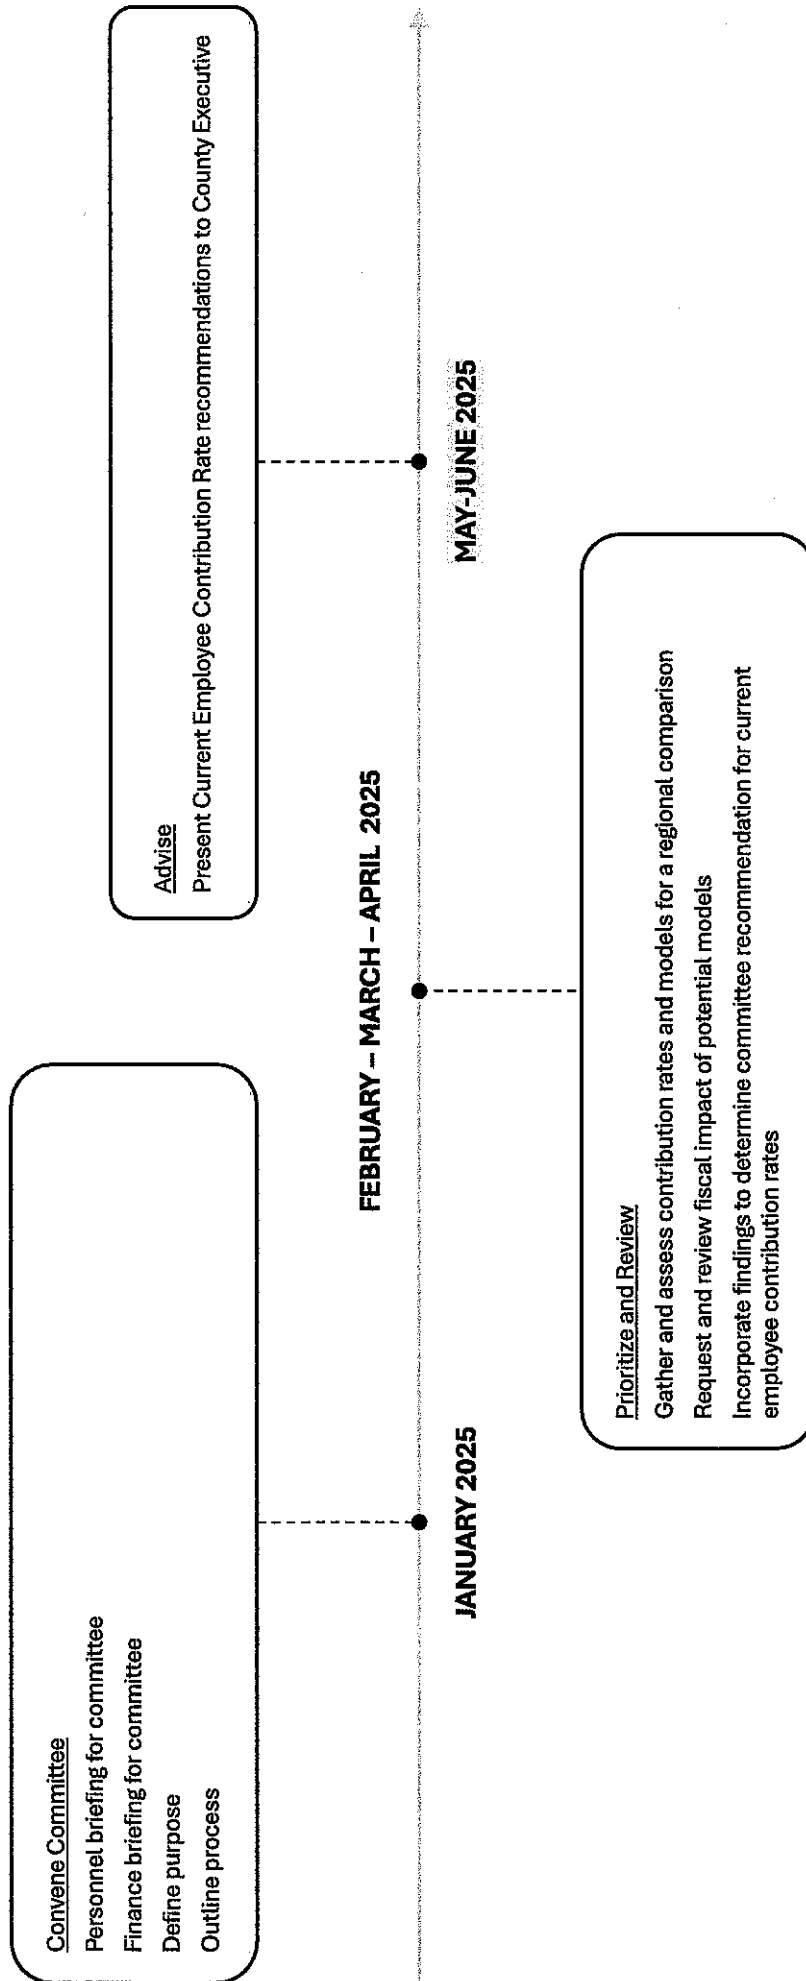 Convene Committee
Personnel briefing for committee
Finance briefing for committee
Define purpose
Outline process
JANUARY 2025
FEBRUARY – MARCH – APRIL 2025
Prioritize and Review
Gather and assess contribution rates and models for a regional comparison
Request and review fiscal impact of potential models
Incorporate findings to determine committee recommendation for current
employee contribution rates
Advise
Present Current Employee Contribution Rate recommendations to County Executive
MAY-JUNE 2025